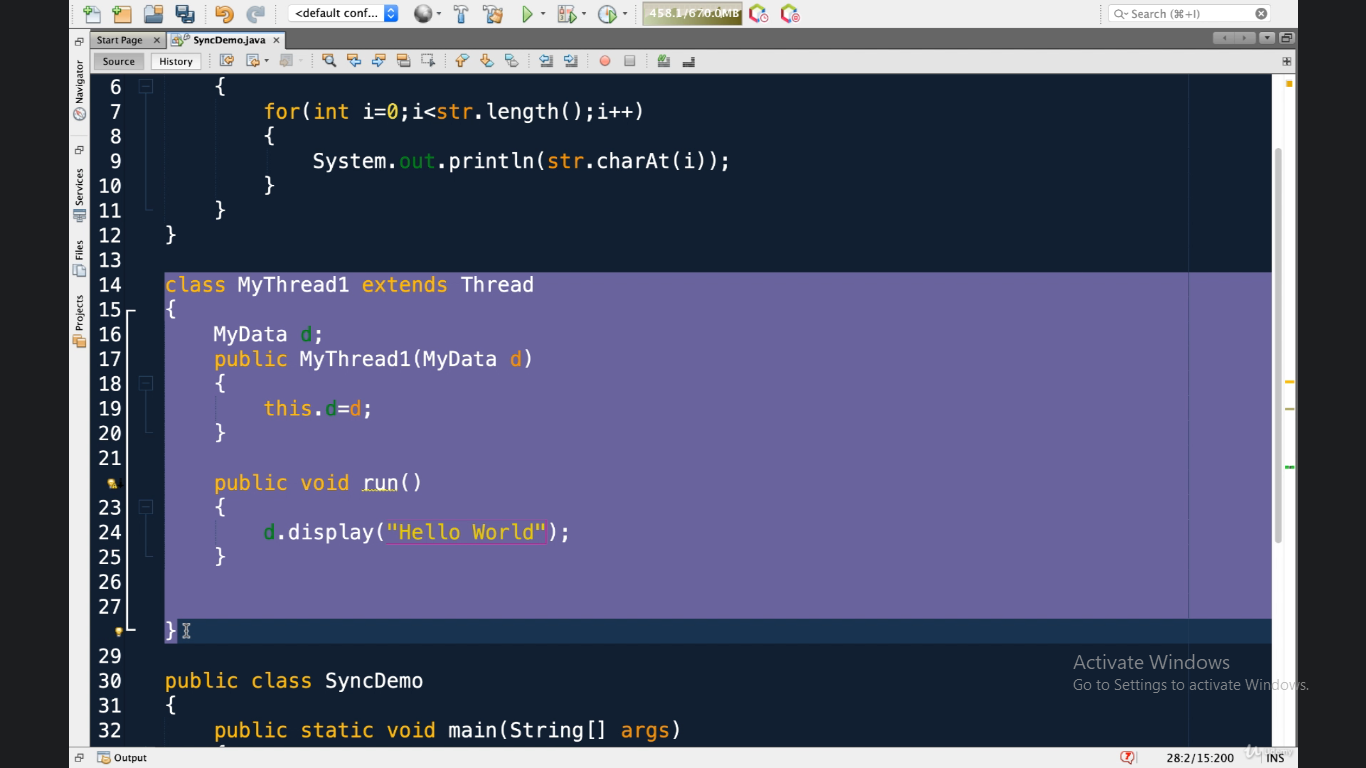 <default conf...
458.1/670.0MB
Search (⌘+I)
Start Page
SyncDemo.java
Source
History
Navigator
Services
Files
Projects
6 {
7 for(int i=0;i<str.length();i++)
8 {
9 System.out.println(str.charAt(i));
10 }
11 }
12 }
13
14 class MyThread1 extends Thread
15 {
16 MyData d;
17 public MyThread1(MyData d)
18 {
19 this.d=d;
20 }
21
public void run()
23 {
24 d.display("Hello World");
25 }
26
27
}
29
30 public class SyncDemo
31 {
32 public static void main(String[] args)
Activate Windows
Go to Settings to activate Windows.
Output
28:2/15:200
INS